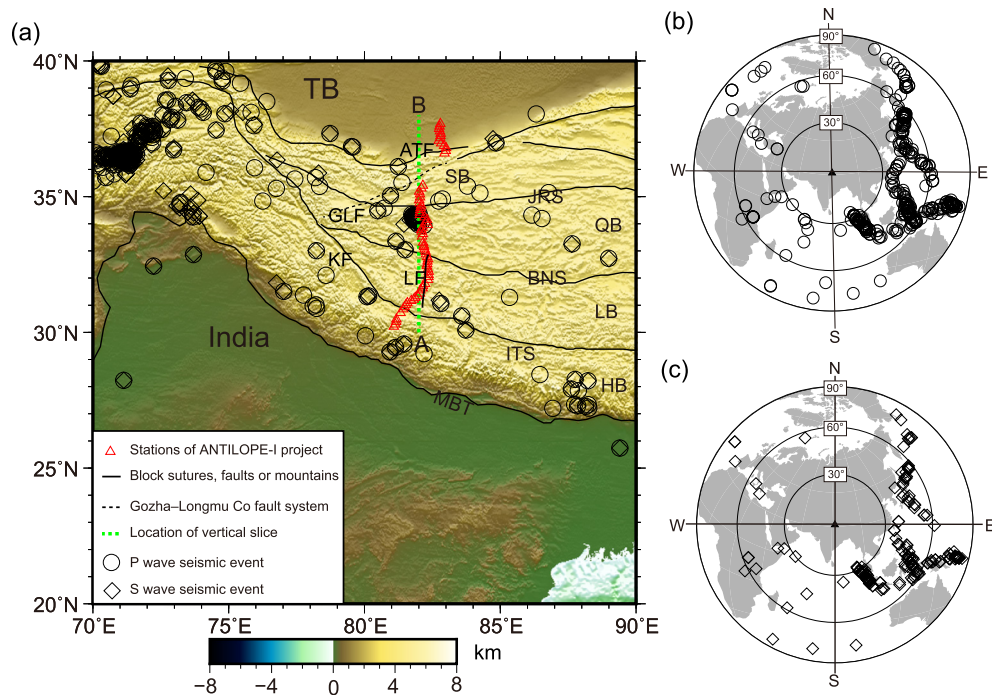 (a)
40°N
35°N
30°N
25°N
20°N
70°E
75°E
80°E
85°E
90°E
TB
B
ATF
SB
JRS
GLF
QB
KF
LF
BNS
LB
India
A
ITS
HB
MBT
Stations of ANTILOPE-I project
Block sutures, faults or mountains
Gozha–Longmu Co fault system
Location of vertical slice
P wave seismic event
S wave seismic event
km
−8
−4
0
4
8
(b)
N
90°
60°
30°
W
E
S
(c)
N
90°
60°
30°
W
E
S